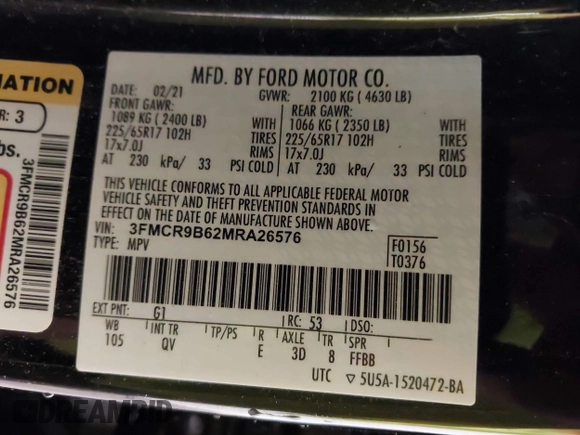 MFD. BY FORD MOTOR CO.
DATE: 02/21 GVWR: 2100 KG ( 4630 LB)
FRONT GAWR: REAR GAWR:
1089 KG ( 2400 LB) WITH 1066 KG ( 2350 LB) WITH
225/65R17 102H TIRES 225/65R17 102H TIRES
17x7.0J RIMS 17x7.0J RIMS
AT 230 kPa/ 33 PSI COLD AT 230 kPa/ 33 PSI COLD
THIS VEHICLE CONFORMS TO ALL APPLICABLE FEDERAL MOTOR
VEHICLE SAFETY AND THEFT PREVENTION STANDARDS IN
EFFECT ON THE DATE OF MANUFACTURE SHOWN ABOVE.
VIN: 3FMCR9B62MRA26576
TYPE: MPV
F0156
T0376
EXT PNT: G1 RC: 53 DSO:
WB INT TR TP/PS R AXLE TR SPR
105 QV E 3D 8 FFBB
UTC ▽ 5U5A-1520472-BA
MATION
R: 3
bs.
3FMCR9B62MRA26576
DREAMBID